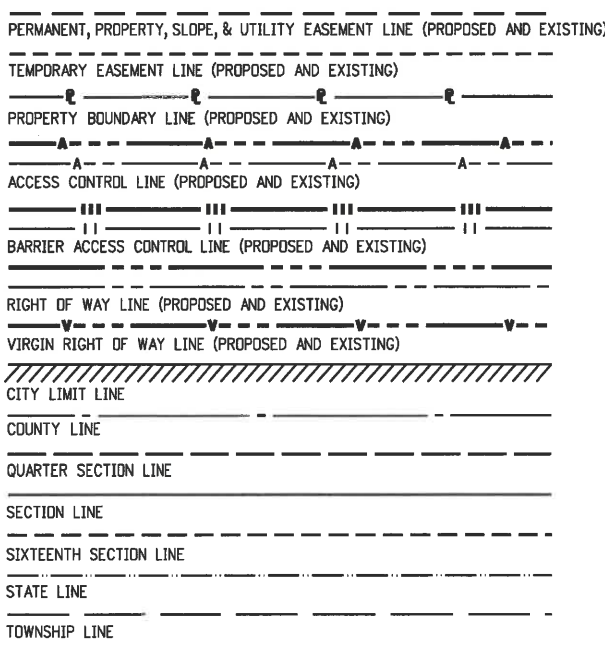 PERMANENT, PROPERTY, SLOPE, & UTILITY EASEMENT LINE (PROPOSED AND EXISTING)
TEMPORARY EASEMENT LINE (PROPOSED AND EXISTING)
PROPERTY BOUNDARY LINE (PROPOSED AND EXISTING)
A A A A
A A A A
ACCESS CONTROL LINE (PROPOSED AND EXISTING)
BARRIER ACCESS CONTROL LINE (PROPOSED AND EXISTING)
RIGHT OF WAY LINE (PROPOSED AND EXISTING)
V V V V
VIRGIN RIGHT OF WAY LINE (PROPOSED AND EXISTING)
CITY LIMIT LINE
COUNTY LINE
QUARTER SECTION LINE
SECTION LINE
SIXTEENTH SECTION LINE
STATE LINE
TOWNSHIP LINE